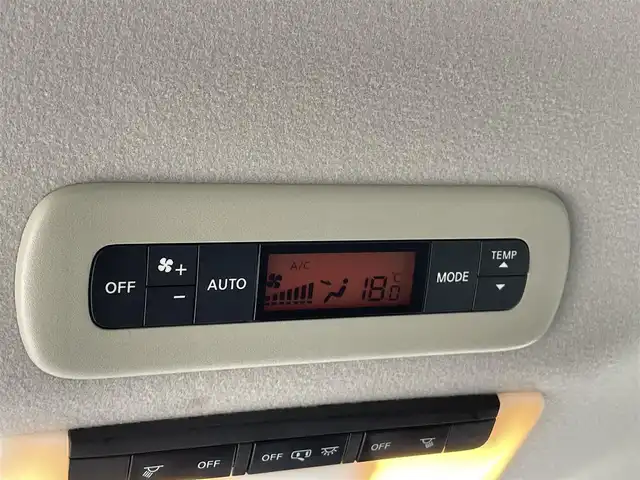 OFF + AUTO A/C 18.0 °C MODE TEMP
−
OFF OFF OFF